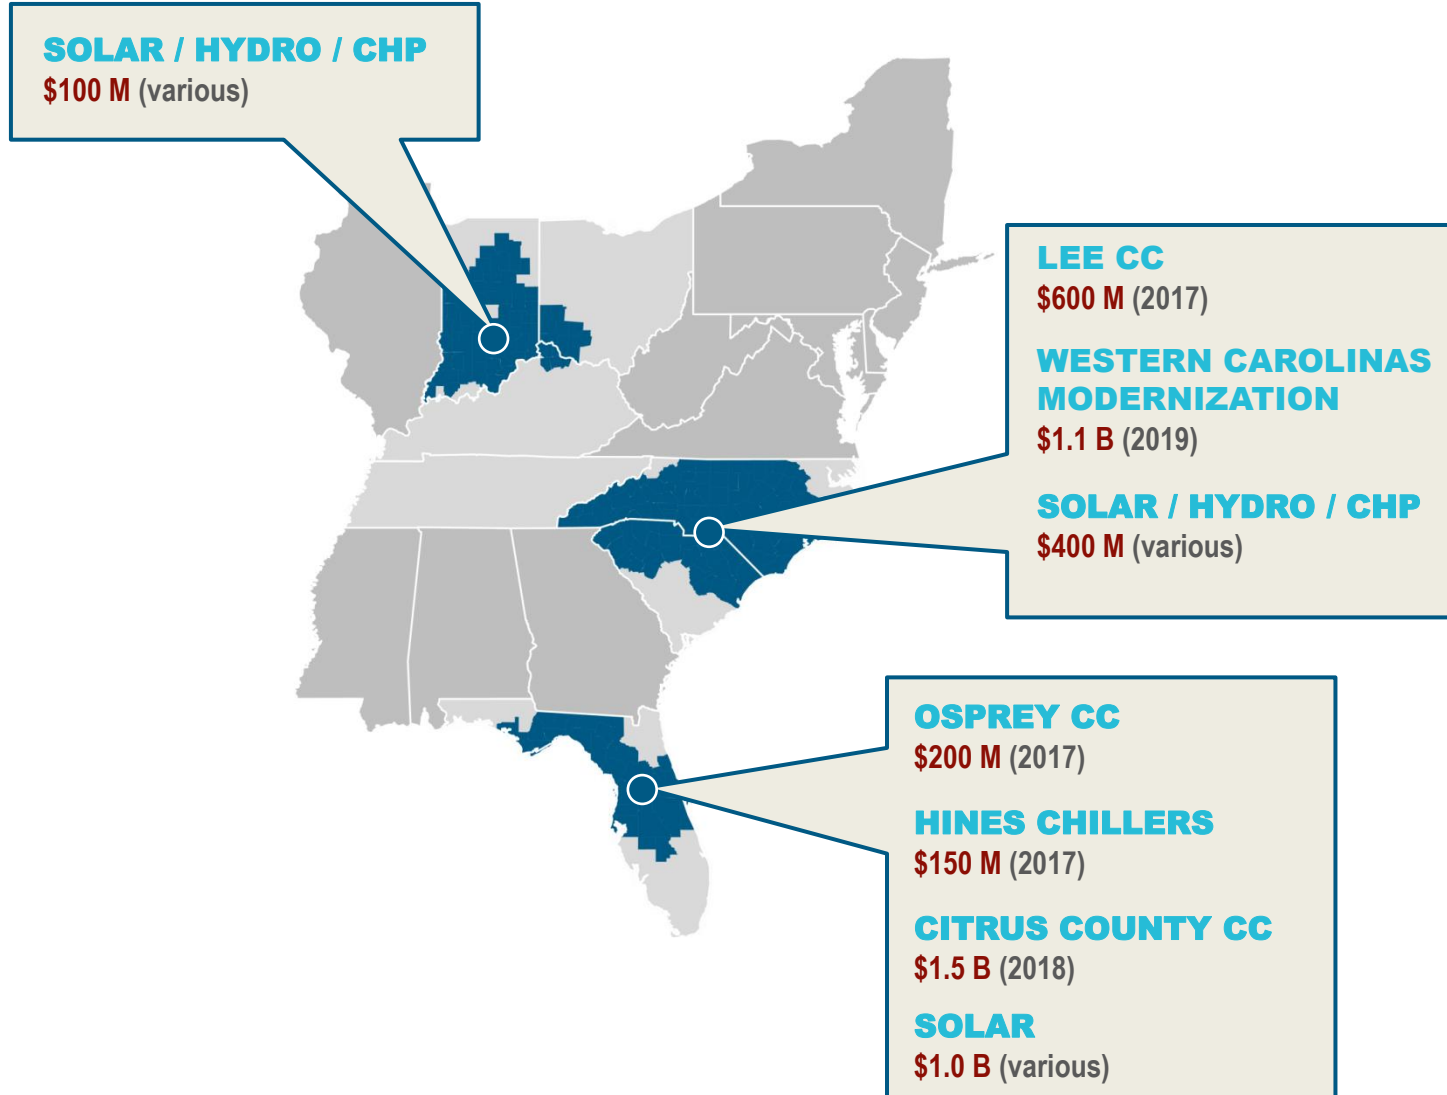 SOLAR / HYDRO / CHP
$100 M (various)
LEE CC
$600 M (2017)
WESTERN CAROLINAS
MODERNIZATION
$1.1 B (2019)
SOLAR / HYDRO / CHP
$400 M (various)
OSPREY CC
$200 M (2017)
HINES CHILLERS
$150 M (2017)
CITRUS COUNTY CC
$1.5 B (2018)
SOLAR
$1.0 B (various)